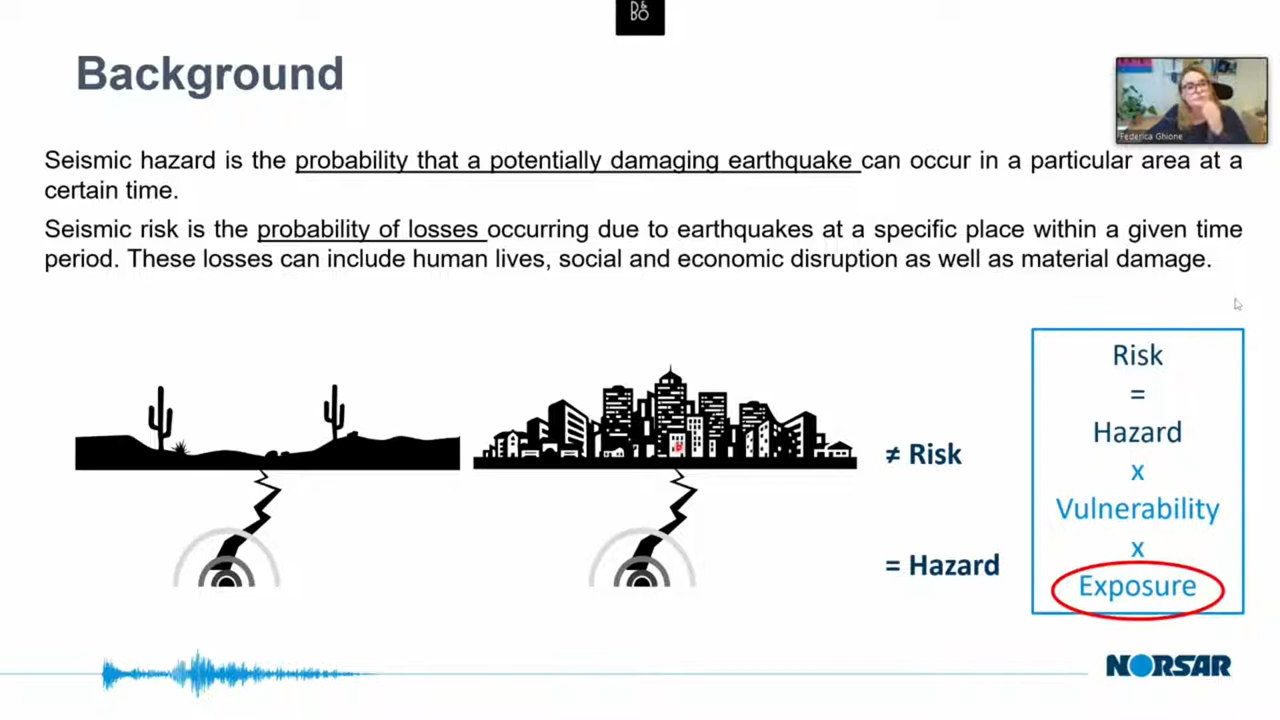 D&
BO
Background
Federica Ghione
Seismic hazard is the probability that a potentially damaging earthquake can occur in a particular area at a
certain time.
Seismic risk is the probability of losses occurring due to earthquakes at a specific place within a given time
period. These losses can include human lives, social and economic disruption as well as material damage.
≠ Risk
= Hazard
Risk
=
Hazard
x
Vulnerability
x
Exposure
NORSAR